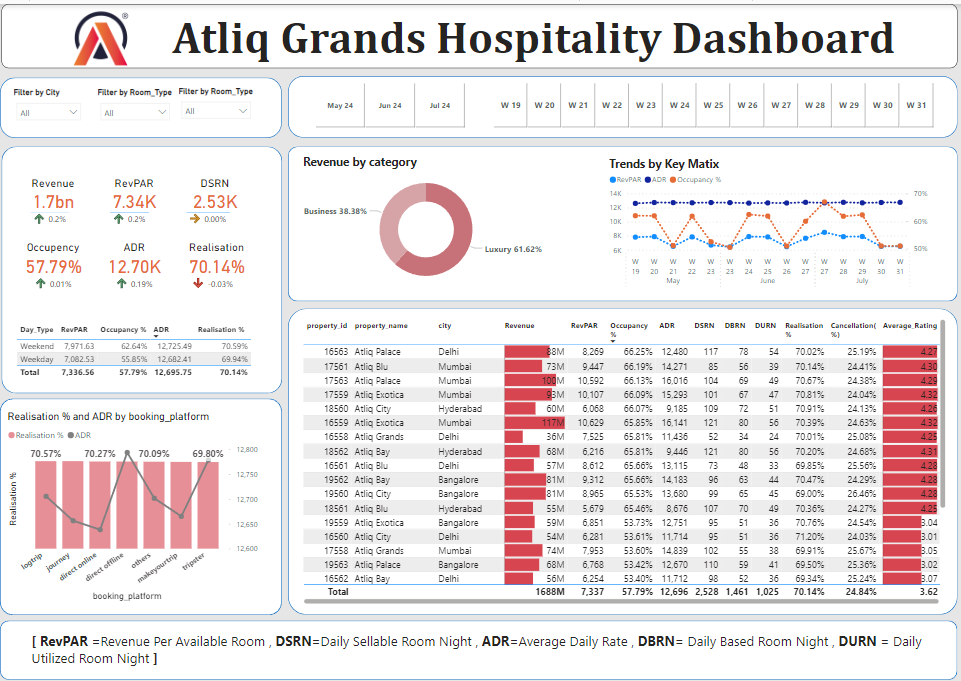 Atliq Grands Hospitality Dashboard
Filter by City
Filter by Room_Type
Filter by Room_Type
All
All
All
May 24 Jun 24 Jul 24
W 19 W 20 W 21 W 22 W 23 W 24 W 25 W 26 W 27 W 28 W 29 W 30 W 31
Revenue RevPAR DSRN
1.7bn 7.34K 2.53K
0.2% 0.2% 0.00%
Occupency ADR Realisation
57.79% 12.70K 70.14%
0.01% 0.19% -0.03%
Day_Type RevPAR Occupency % ADR Realisation %
Weekend 7,971.63 62.64% 12,725.49 70.59%
Weekday 7,082.53 55.85% 12,682.41 69.94%
Total 7,336.56 57.79% 12,695.75 70.14%
Revenue by category
Business 38.38%
Luxury 61.62%
Trends by Key Matix
RevPAR ADR Occupency %
14K
12K
10K
8K
6K
70%
60%
50%
W W W W W W W W W W W W W W W
19 20 21 22 23 23 24 25 26 27 27 28 29 30 31
May June July
Realisation % and ADR by booking_platform
Realisation % ADR
70.57% 70.27% 70.09% 69.80%
Realisation %
12,800
12,750
12,700
12,650
12,600
logtrip
journey
direct online
direct offline
others
makeyourtrip
tripster
booking_platform
property_id property_name city Revenue RevPAR Occupency % ADR DSRN DBRN DURN Realisation % Cancellation( %) Average_Rating
16563 Atliq Palace Delhi 88M 8,269 66.25% 12,480 117 78 54 70.02% 25.19% 4.27
17561 Atliq Blu Mumbai 73M 9,447 66.19% 14,271 85 56 39 70.14% 24.41% 4.30
17563 Atliq Palace Mumbai 100M 10,592 66.13% 16,016 104 69 49 70.67% 24.38% 4.29
17559 Atliq Exotica Mumbai 93M 10,107 66.09% 15,293 101 67 47 70.81% 24.04% 4.32
18560 Atliq City Hyderabad 60M 6,068 66.07% 9,185 109 72 51 70.91% 24.13% 4.26
16559 Atliq Exotica Mumbai 117M 10,629 65.85% 16,141 121 80 56 70.39% 24.63% 4.32
16558 Atliq Grands Delhi 36M 7,525 65.81% 11,436 52 34 24 70.01% 25.08% 4.25
18562 Atliq Bay Hyderabad 68M 6,216 65.81% 9,446 121 80 56 70.20% 24.68% 4.31
16561 Atliq Blu Delhi 57M 8,612 65.66% 13,115 73 48 33 69.85% 25.56% 4.28
19562 Atliq Bay Bangalore 81M 9,312 65.66% 14,183 96 63 44 70.47% 24.29% 4.28
19560 Atliq City Bangalore 81M 8,965 65.53% 13,680 99 65 45 69.00% 26.46% 4.28
18561 Atliq Blu Hyderabad 55M 5,679 65.46% 8,676 107 70 49 70.36% 24.27% 4.25
19559 Atliq Exotica Bangalore 59M 6,851 53.73% 12,751 95 51 36 70.76% 24.54% 3.04
16560 Atliq City Delhi 54M 6,281 53.61% 11,714 95 51 36 71.20% 24.03% 3.01
17558 Atliq Grands Mumbai 74M 7,953 53.60% 14,839 102 55 38 69.91% 25.67% 3.05
19563 Atliq Palace Bangalore 68M 6,768 53.42% 12,670 110 59 41 69.50% 25.36% 3.02
16562 Atliq Bay Delhi 56M 6,254 53.40% 11,712 98 52 36 69.34% 25.24% 3.07
Total 1688M 7,337 57.79% 12,696 2,528 1,461 1,025 70.14% 24.84% 3.62
[ RevPAR =Revenue Per Available Room , DSRN=Daily Sellable Room Night , ADR=Average Daily Rate , DBRN= Daily Based Room Night , DURN = Daily
Utilized Room Night ]